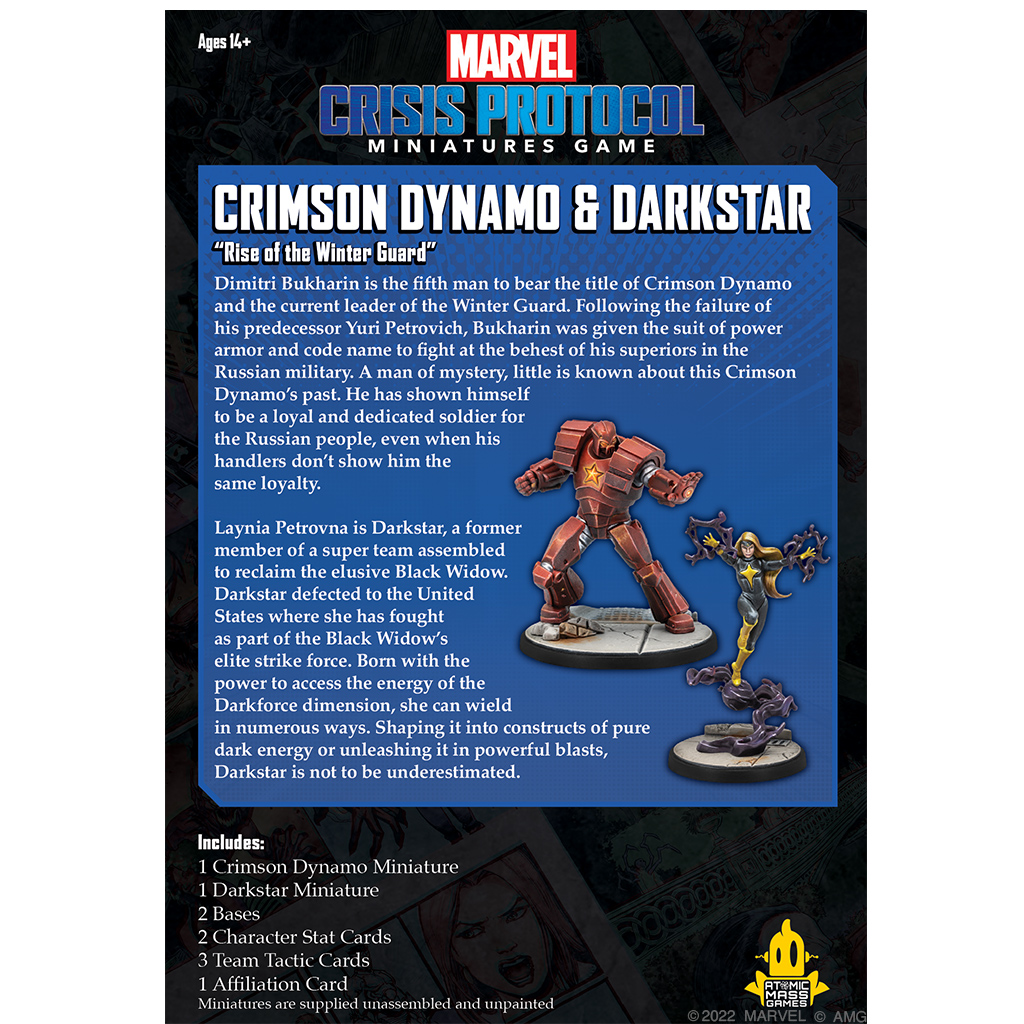 Ages 14+
MARVEL
CRISIS PROTOCOL
MINIATURES GAME
CRIMSON DYNAMO & DARKSTAR
“Rise of the Winter Guard”
Dimitri Bukharin is the fifth man to bear the title of Crimson Dynamo
and the current leader of the Winter Guard. Following the failure of
his predecessor Yuri Petrovich, Bukharin was given the suit of power
armor and code name to fight at the behest of his superiors in the
Russian military. A man of mystery, little is known about this Crimson
Dynamo’s past. He has shown himself
to be a loyal and dedicated soldier for
the Russian people, even when his
handlers don’t show him the
same loyalty.
Laynia Petrovna is Darkstar, a former
member of a super team assembled
to reclaim the elusive Black Widow.
Darkstar defected to the United
States where she has fought
as part of the Black Widow’s
elite strike force. Born with the
power to access the energy of the
Darkforce dimension, she can wield
in numerous ways. Shaping it into constructs of pure
dark energy or unleashing it in powerful blasts,
Darkstar is not to be underestimated.
Includes:
1 Crimson Dynamo Miniature
1 Darkstar Miniature
2 Bases
2 Character Stat Cards
3 Team Tactic Cards
1 Affiliation Card
Miniatures are supplied unassembled and unpainted
ATOMIC
MASS
GAMES
©2022 MARVEL © AMG